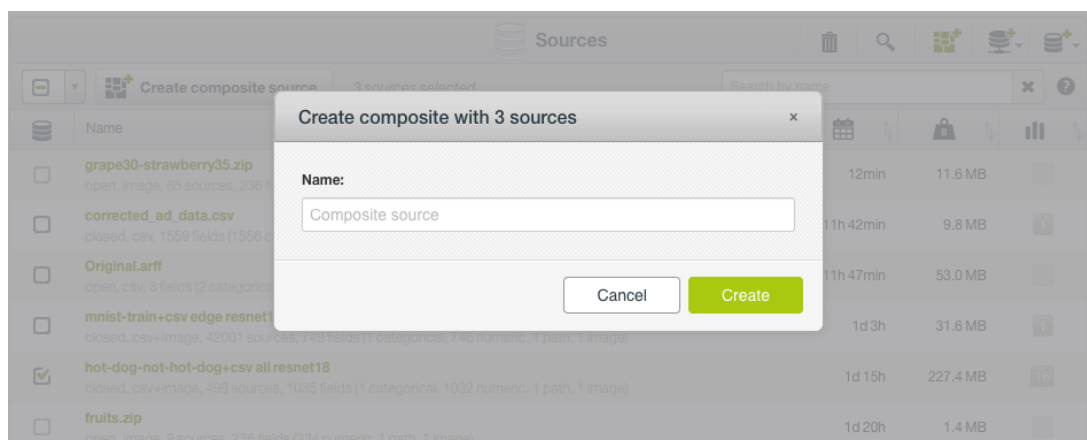 Sources
Create composite source
3 sources selected
Search by name
Create composite with 3 sources
×
Name
12min
11.6 MB
grape30-strawberry35.zip
open, image, 65 sources, 236
Name:
Composite source
corrected_ad_data.csv
closed, csv, 1559 fields (1556
11h 42min
9.8 MB
1
Original.arff
open, csv, 3 fields (2
11h 47min
53.0 MB
Cancel
Create
mnist-train+csv edge
closed, csv+image, 42001 sources, 749 fields (1 categorical, 746 numeric, 1 path, 1 image)
1d 3h
31.6 MB
1
hot-dog-not-hot-dog+csv all resnet18
closed, csv+image, 499 sources, 1035 fields (1 categorical, 1032 numeric, 1 path, 1 image)
1d 15h
227.4 MB
fruits.zip
open, image, 9 sources, 236 fields (234 numeric, 1 path, 1 image)
1d 20h
1.4 MB